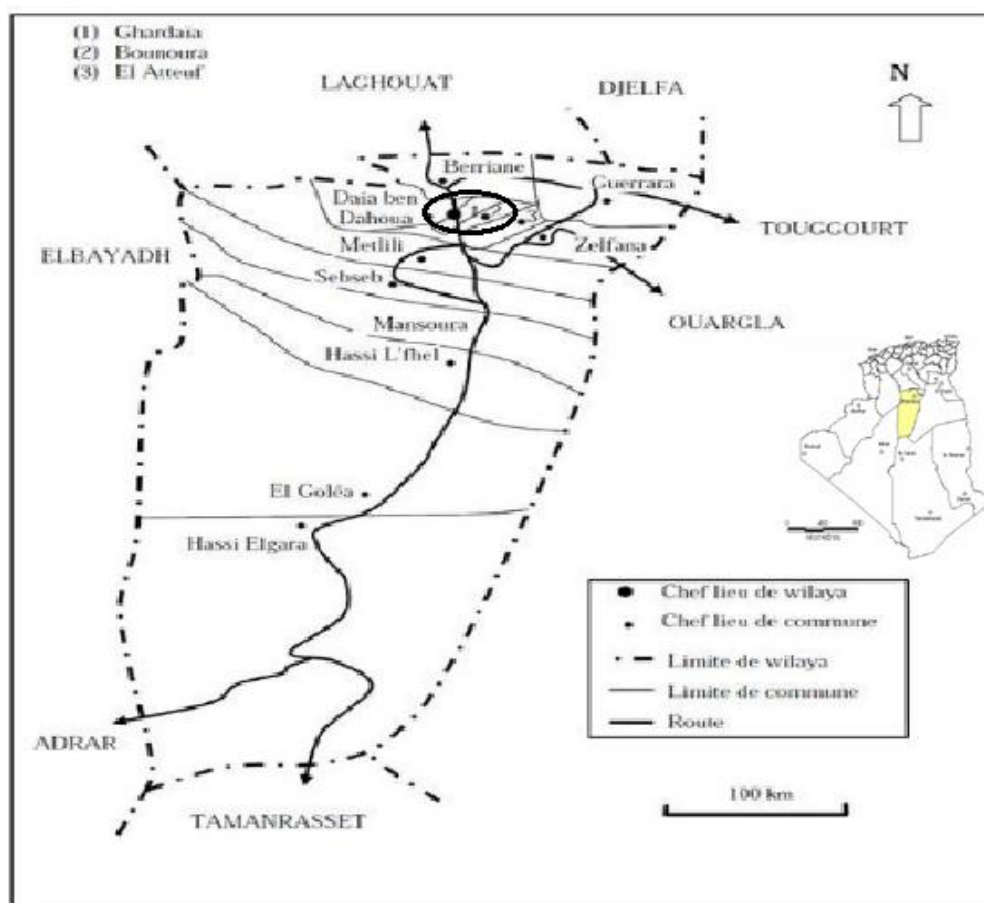 (1) Ghardaïa
(2) Bounoura
(3) El Atteuf
LAGHOUAT
DJELFA
N
Berriane
Guerrara
Daia ben
Dahoua
TOUGCOURT
Metlili
Zelfana
ELBAYADH
Sebseb
OUARGLA
Mansoura
Hassi L'fhel
El Goléa
Hassi Elgara
Chef lieu de wilaya
Chef lieu de commune
Limite de wilaya
Limite de commune
Route
ADRAR
TAMANRASSET
100 km